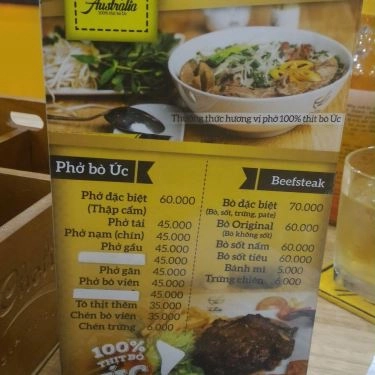 Australia
Thưởng thức hương vị phở 100% thịt bò Úc
Phở bò Úc
Phở đặc biệt 60.000
(Thập cẩm)
Phở tái 45.000
Phở nạm (chín) 45.000
Phở gầu 45.000
45.000
Phở gân 45.000
Phở bò viên 45.000
45.000
Tô thịt thêm 35.000
Chén bò viên 35.000
Chén trứng 6.000
100%
THỊT BÒ
Beefsteak
Bò đặc biệt 70.000
(Bò, sốt, trứng, pate)
Bò Original 60.000
(Bò không sốt)
Bò sốt nấm 60.000
Bò sốt tiêu 60.000
Bánh mì 5.000
Trứng chiên 6.000